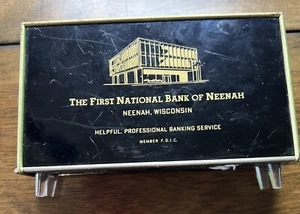 THE FIRST NATIONAL BANK OF NEENAH
NEENAH, WISCONSIN
HELPFUL, PROFESSIONAL BANKING SERVICE
MEMBER F.D.I.C.